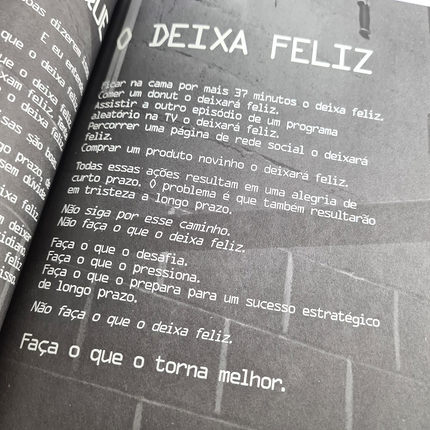 O DEIXA FELIZ
Ficar na cama por mais 37 minutos o deixa feliz.
Comer um donut o deixará feliz.
Assistir a outro episódio de um programa
aleatório na TV o deixará feliz.
Percorrer uma página de rede social o deixará
feliz.
Comprar um produto novinho o deixará feliz.
Todas essas ações resultam em uma alegria de
curto prazo. O problema é que também resultarão
em tristeza a longo prazo.
Não siga por esse caminho.
Não faça o que o deixa feliz.
Faça o que o desafia.
Faça o que o pressiona.
Faça o que o prepara para um sucesso estratégico
de longo prazo.
Não faça o que o deixa feliz.
Faça o que o torna melhor.